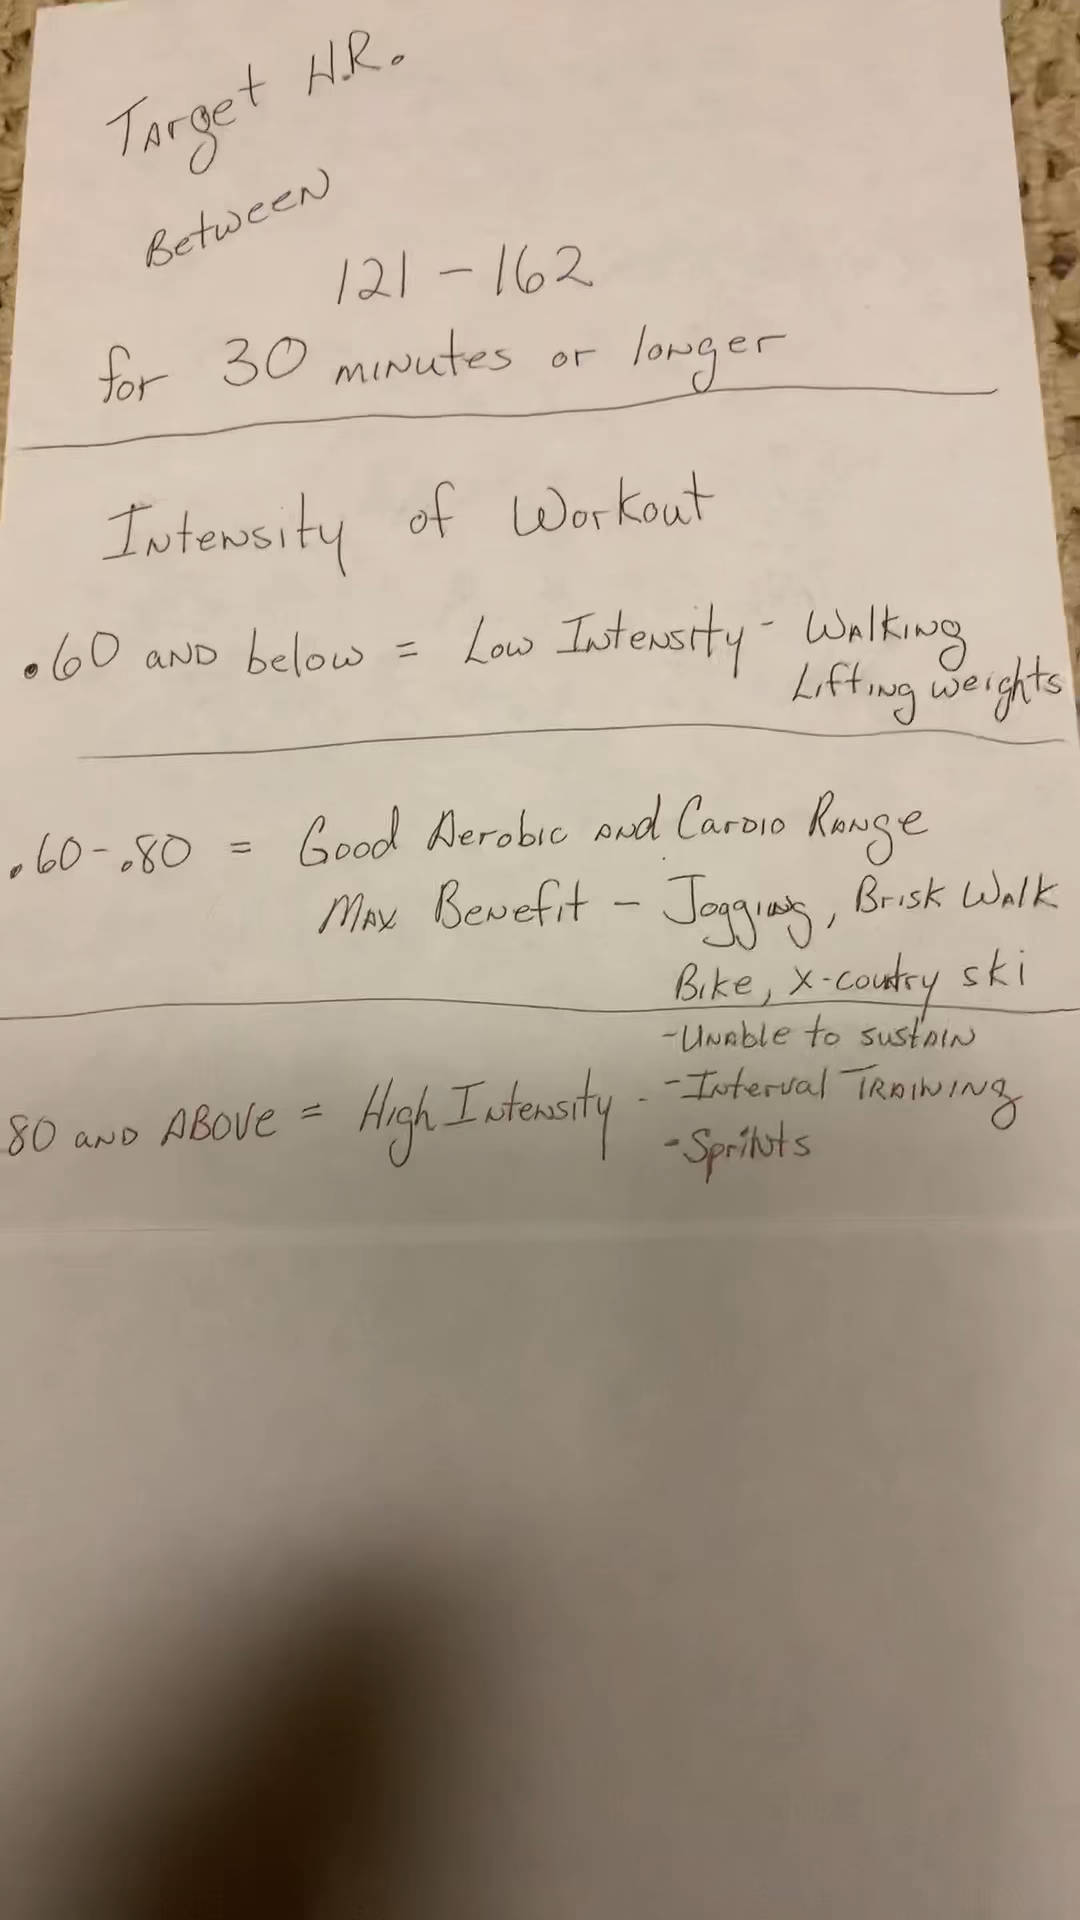 Target H.R.
Between
121 - 162
for 30 minutes or longer
Intensity of Workout
.60 AND below = Low Intensity - Walking
Lifting weights
.60-.80 = Good Aerobic and Cardio Range
Max Benefit - Jogging, Brisk Walk
Bike, X-coutry ski
-Unable to sustain
80 AND ABOVE = High Intensity - -Interval Training
-Sprints